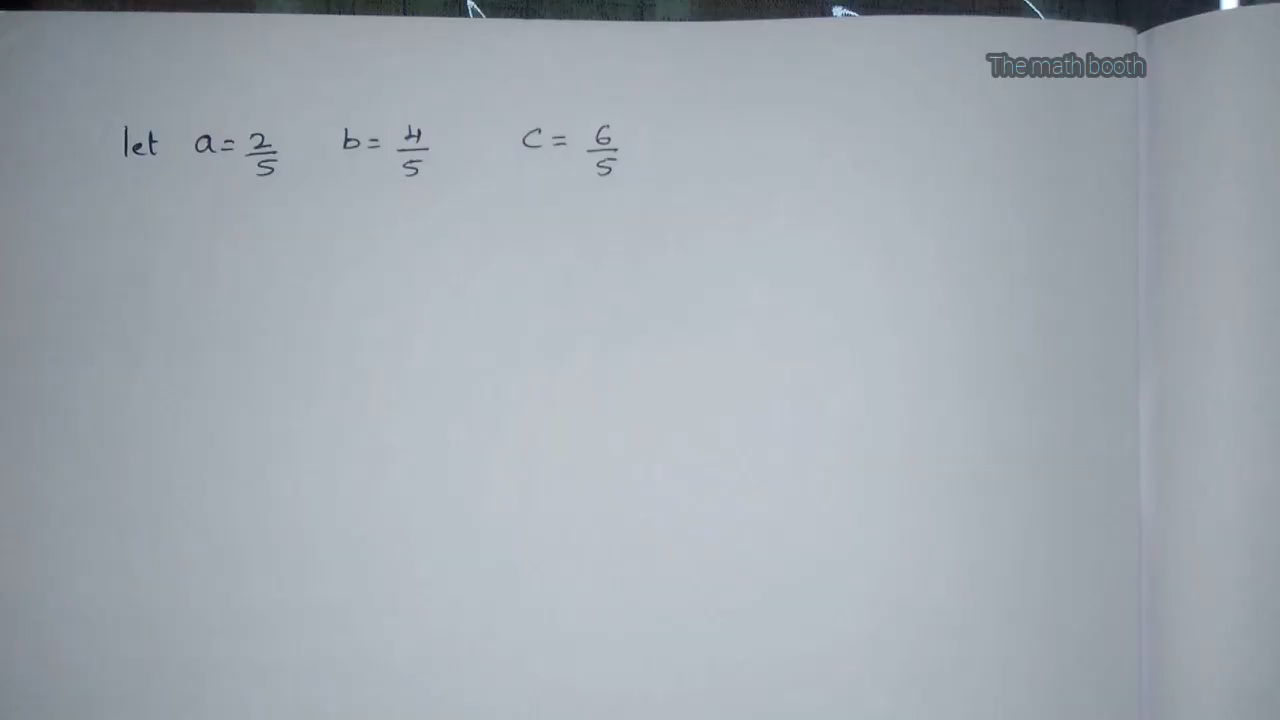 The math booth
let a = 2/5 b = 4/5 c = 6/5